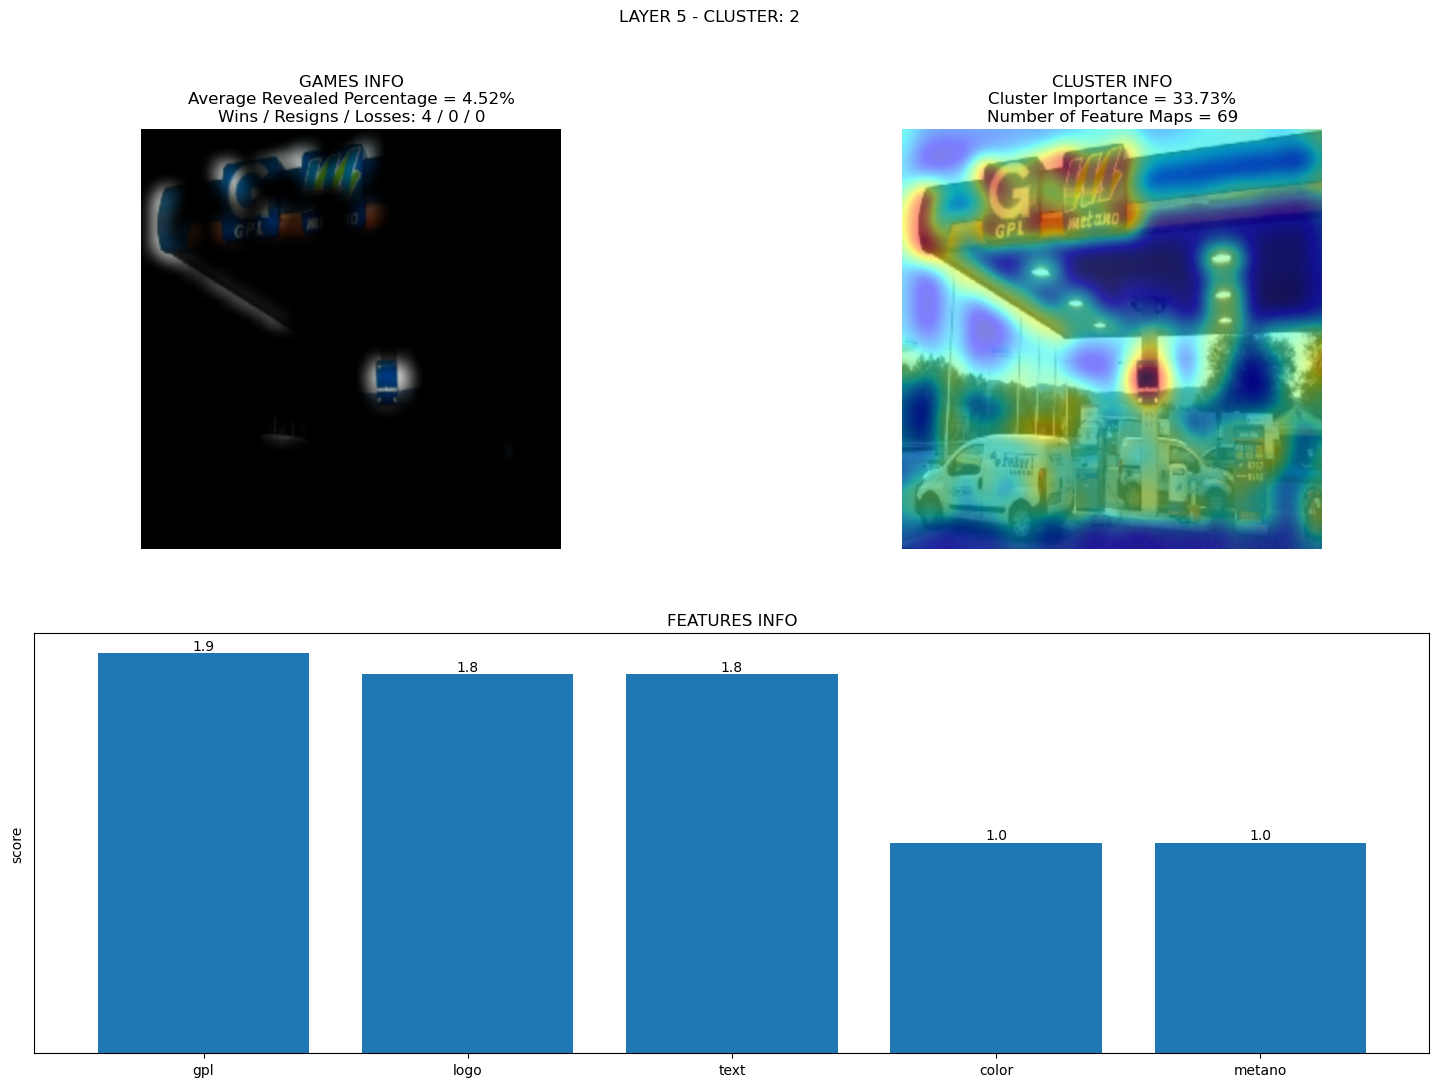 LAYER 5 - CLUSTER: 2
GAMES INFO
Average Revealed Percentage = 4.52%
Wins / Resigns / Losses: 4 / 0 / 0
CLUSTER INFO
Cluster Importance = 33.73%
Number of Feature Maps = 69
G
GPL
G
GPL
metano
FEATURES INFO
score
1.9
1.8
1.8
1.0
1.0
gpl
logo
text
color
metano